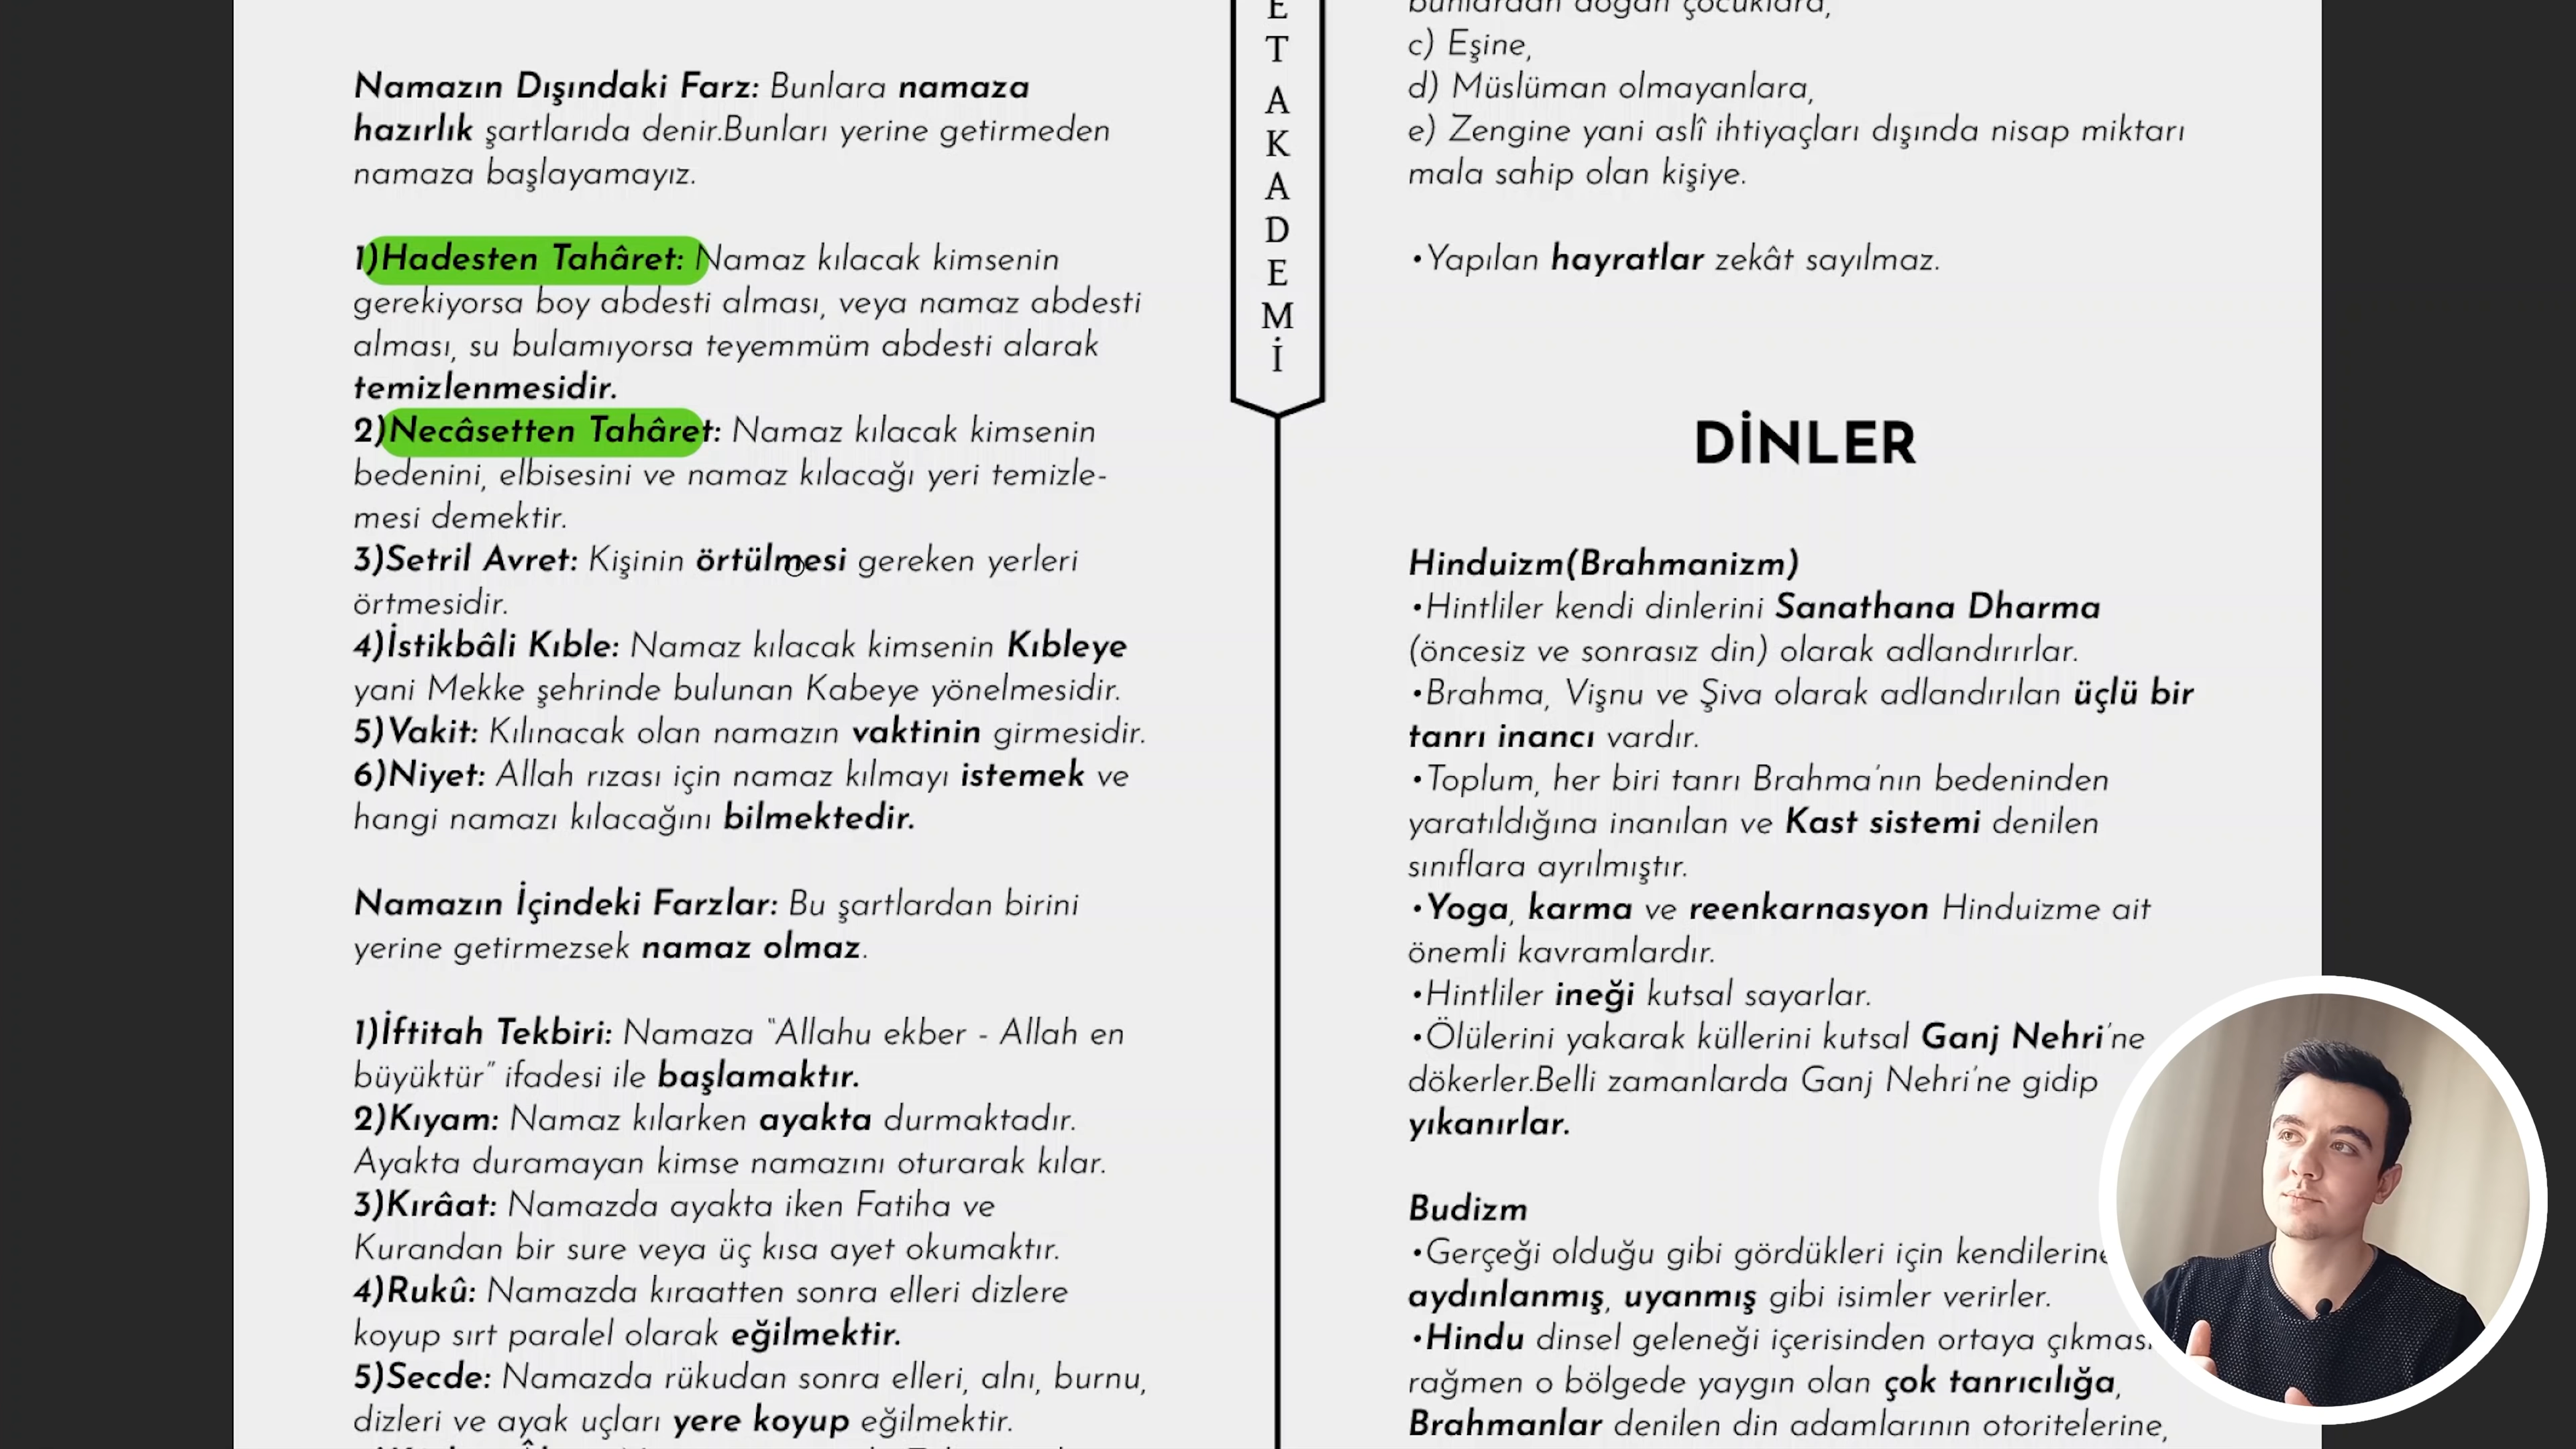 Namazın Dışındaki Farz: Bunlara namaza
hazırlık şartlarıda denir.Bunları yerine getirmeden
namaza başlayamayız.
1)Hadesten Tahâret: Namaz kılacak kimsenin
gerekiyorsa boy abdesti alması, veya namaz abdesti
alması, su bulamıyorsa teyemmüm abdesti alarak
temizlenmesidir.
2)Necâsetten Tahâret: Namaz kılacak kimsenin
bedenini, elbisesini ve namaz kılacağı yeri temizle-
mesi demektir.
3)Setril Avret: Kişinin örtülmesi gereken yerleri
örtmesidir.
4)İstikbâli Kıble: Namaz kılacak kimsenin Kıbleye
yani Mekke şehrinde bulunan Kabeye yönelmesidir.
5)Vakit: Kılınacak olan namazın vaktinin girmesidir.
6)Niyet: Allah rızası için namaz kılmayı istemek ve
hangi namazı kılacağını bilmektedir.
Namazın İçindeki Farzlar: Bu şartlardan birini
yerine getirmezsek namaz olmaz.
1)İftitah Tekbiri: Namaza "Allahu ekber - Allah en
büyüktür" ifadesi ile başlamaktır.
2)Kıyam: Namaz kılarken ayakta durmaktadır.
Ayakta duramayan kimse namazını oturarak kılar.
3)Kırâat: Namazda ayakta iken Fatiha ve
Kurandan bir sure veya üç kısa ayet okumaktır.
4)Rukû: Namazda kıraatten sonra elleri dizlere
koyup sırt paralel olarak eğilmektir.
5)Secde: Namazda rükudan sonra elleri, alnı, burnu,
dizleri ve ayak uçları yere koyup eğilmektir.
E
T
A
K
A
D
E
M
İ
bunlardan doğan çocuklara,
c) Eşine,
d) Müslüman olmayanlara,
e) Zengine yani aslî ihtiyaçları dışında nisap miktarı
mala sahip olan kişiye.
•Yapılan hayratlar zekât sayılmaz.
DİNLER
Hinduizm(Brahmanizm)
•Hintliler kendi dinlerini Sanathana Dharma
(öncesiz ve sonrasız din) olarak adlandırırlar.
•Brahma, Vişnu ve Şiva olarak adlandırılan üçlü bir
tanrı inancı vardır.
•Toplum, her biri tanrı Brahma'nın bedeninden
yaratıldığına inanılan ve Kast sistemi denilen
sınıflara ayrılmıştır.
•Yoga, karma ve reenkarnasyon Hinduizme ait
önemli kavramlardır.
•Hintliler ineği kutsal sayarlar.
•Ölülerini yakarak küllerini kutsal Ganj Nehri'ne
dökerler.Belli zamanlarda Ganj Nehri'ne gidip
yıkanırlar.
Budizm
•Gerçeği olduğu gibi gördükleri için kendilerine
aydınlanmış, uyanmış gibi isimler verirler.
•Hindu dinsel geleneği içerisinden ortaya
rağmen o bölgede yaygın olan çok tanrıcılığa,
Brahmanlar denilen din adamlarının otoritelerine,